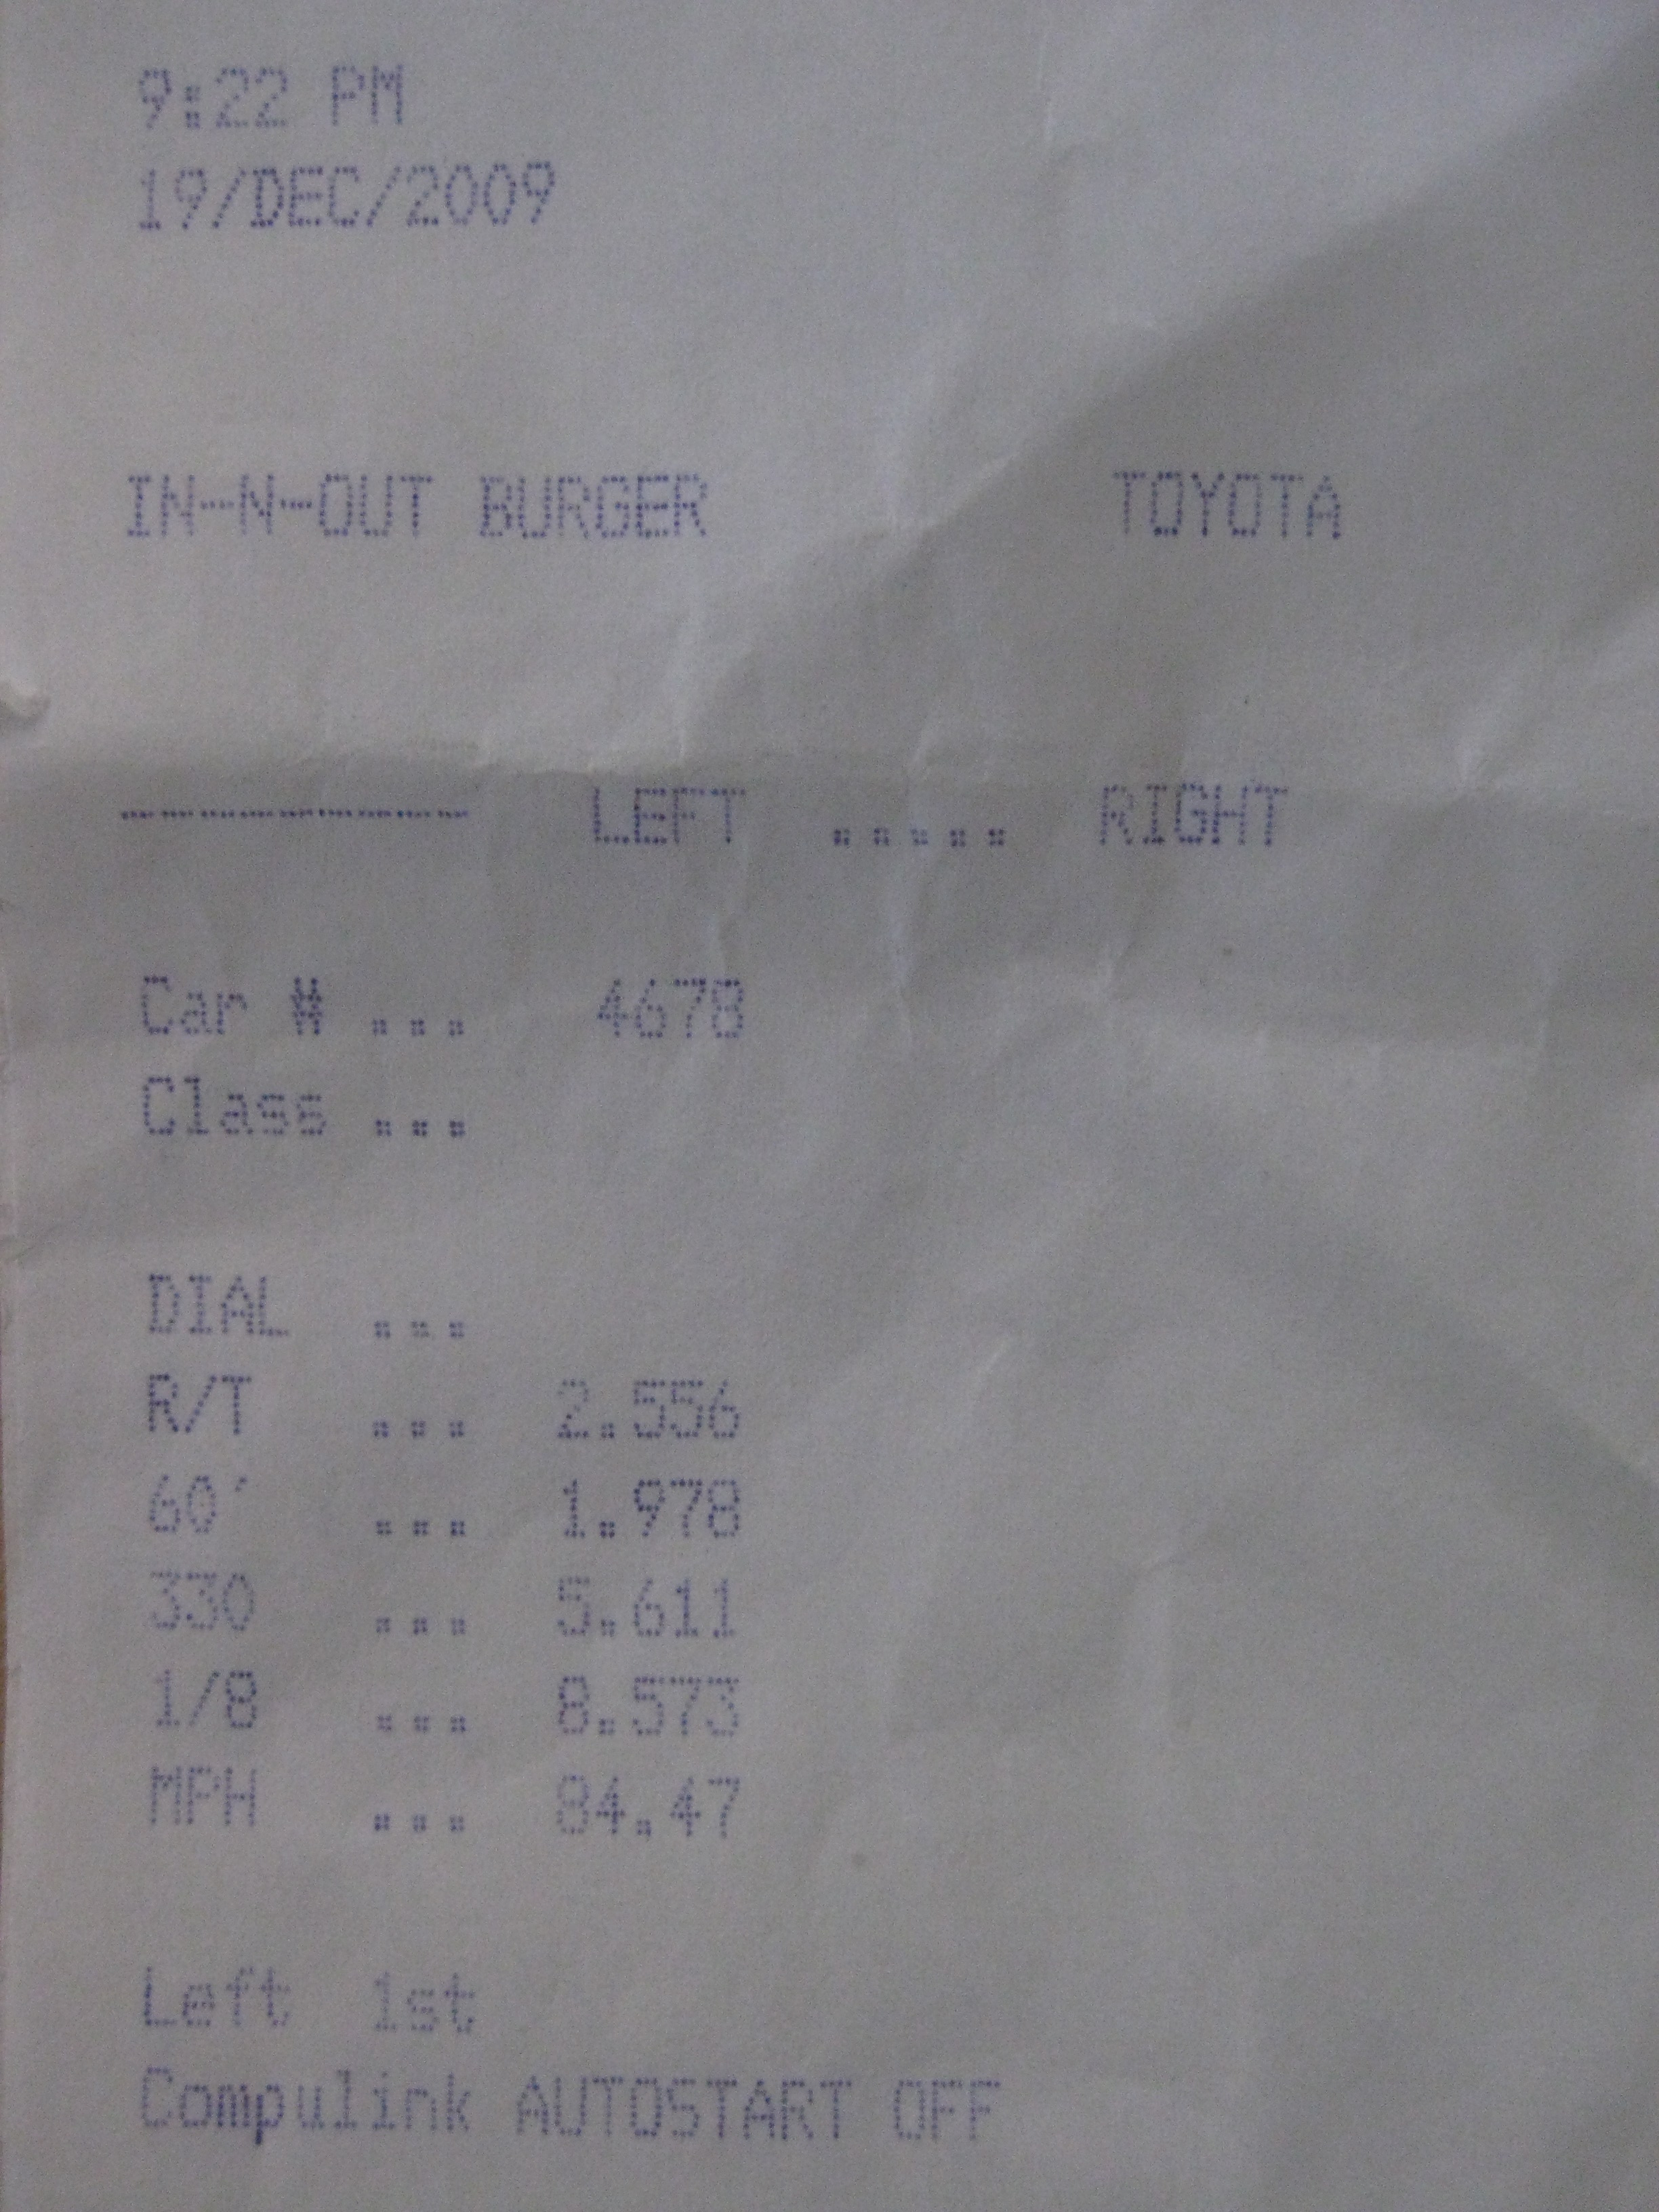 9:22 PM
19/DEC/2009
IN-N-OUT BURGER TOYOTA
--------- LEFT ..... RIGHT
Car # ... 4678
Class ...
DIAL ...
R/T ... 2.556
60' ... 1.978
330 ... 5.611
1/8 ... 8.573
MPH ... 84.47
Left 1st
Compulink AUTOSTART OFF